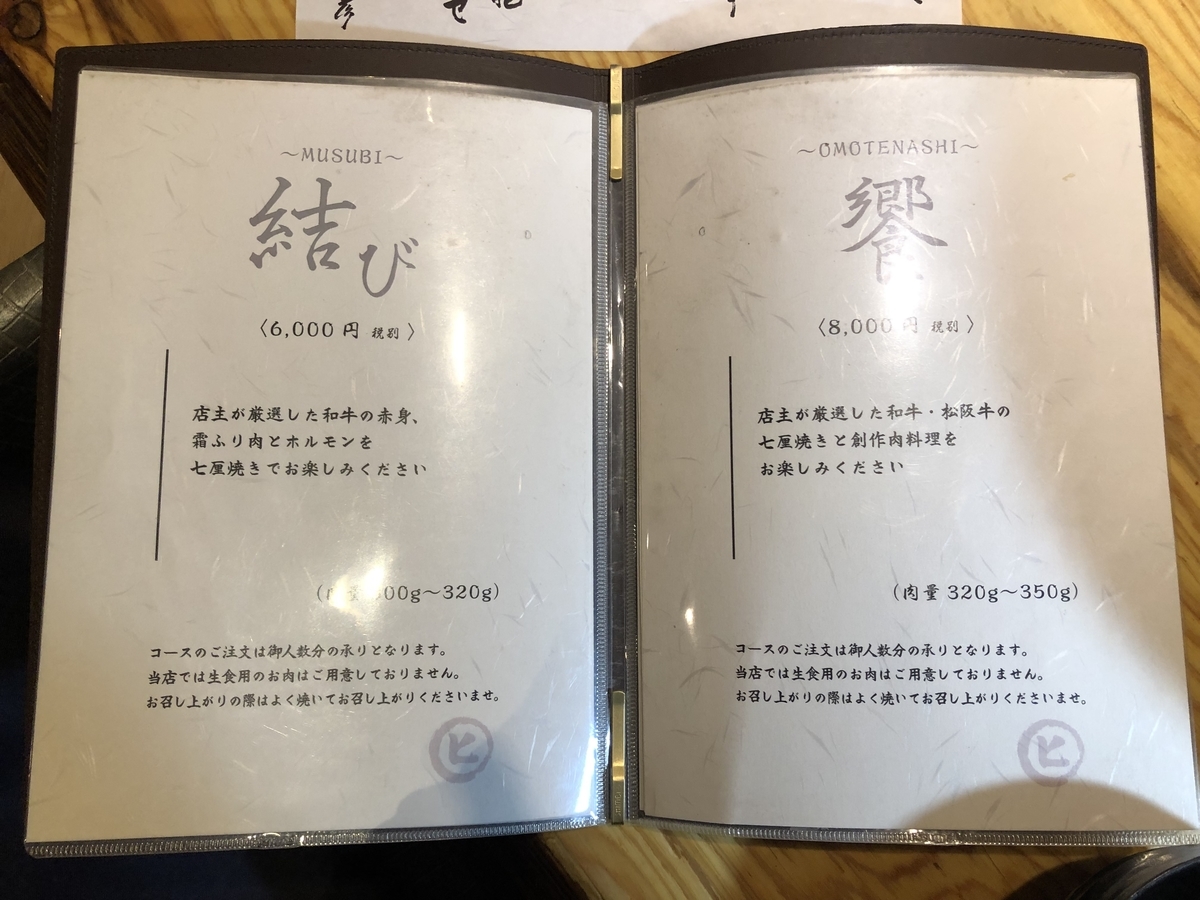 ～MUSUBI～
結び
〈6,000円 税別〉
店主が厳選した和牛の赤身、
霜ふり肉とホルモンを
七厘焼きでお楽しみください
00g～320g)
コースのご注文は御人数分の承りとなります。
当店では生食用のお肉はご用意しておりません。
お召し上がりの際はよく焼いてお召し上がりくださいませ。
ヒ
～OMOTENASHI～
饗
〈8,000円 税別〉
店主が厳選した和牛・松阪牛の
七厘焼きと創作肉料理を
お楽しみください
(肉量 320g～350g)
コースのご注文は御人数分の承りとなります。
当店では生食用のお肉はご用意しておりません。
お召し上がりの際はよく焼いてお召し上がりくださいませ。
ヒ